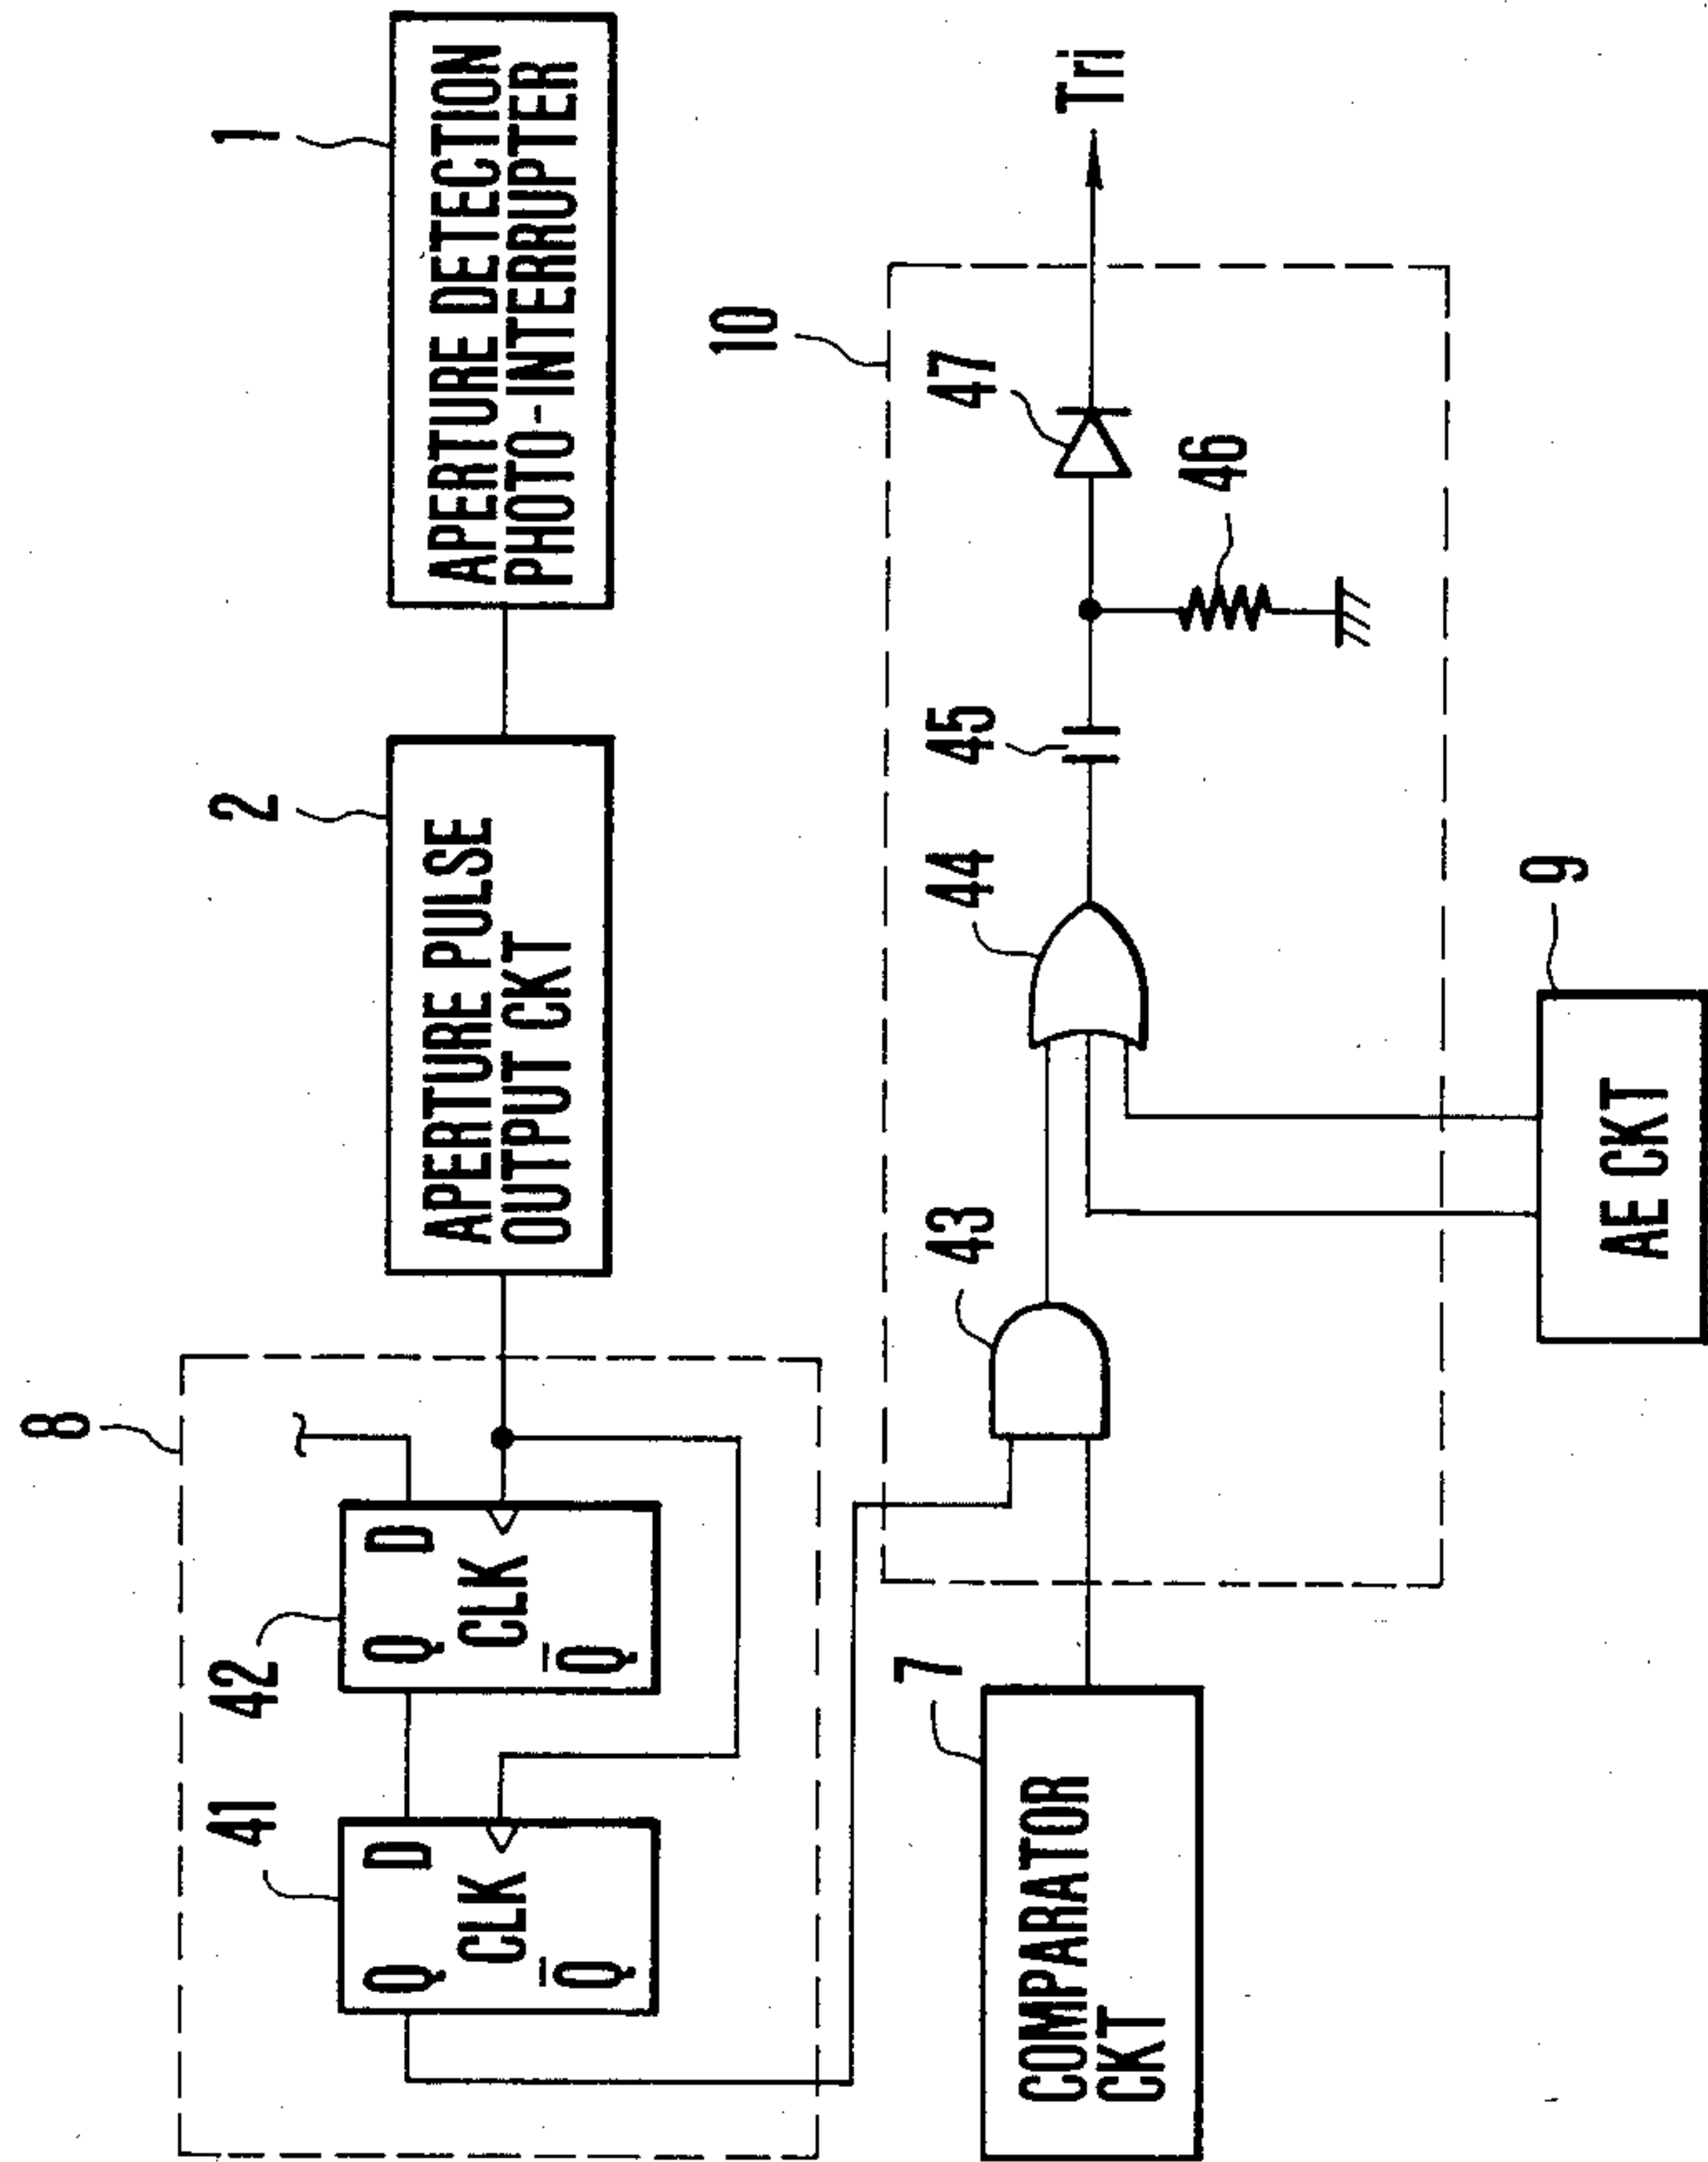 8
42
41
D
Q
CLK
Q̅
D
Q
CLK
Q̅
2
APERTURE PULSE
OUTPUT CKT
1
APERTURE DETECTION
PHOTO-INTERRUPTER
7
COMPARATOR
CKT
10
43
44
45
46
47
Tri
9
AE CKT